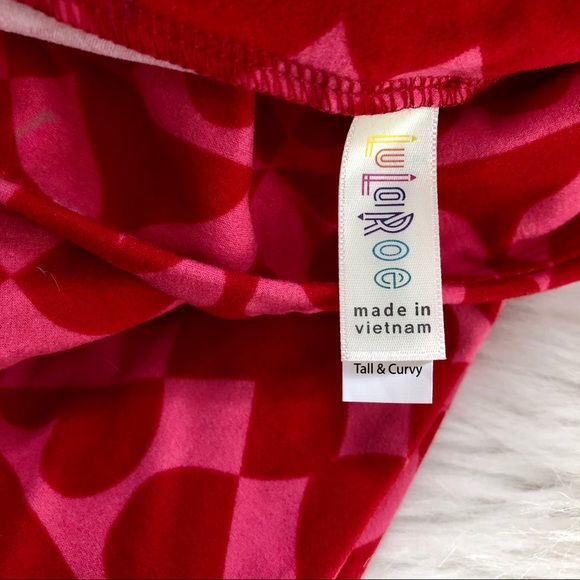 LuLaRoe
made in
vietnam
Tall & Curvy